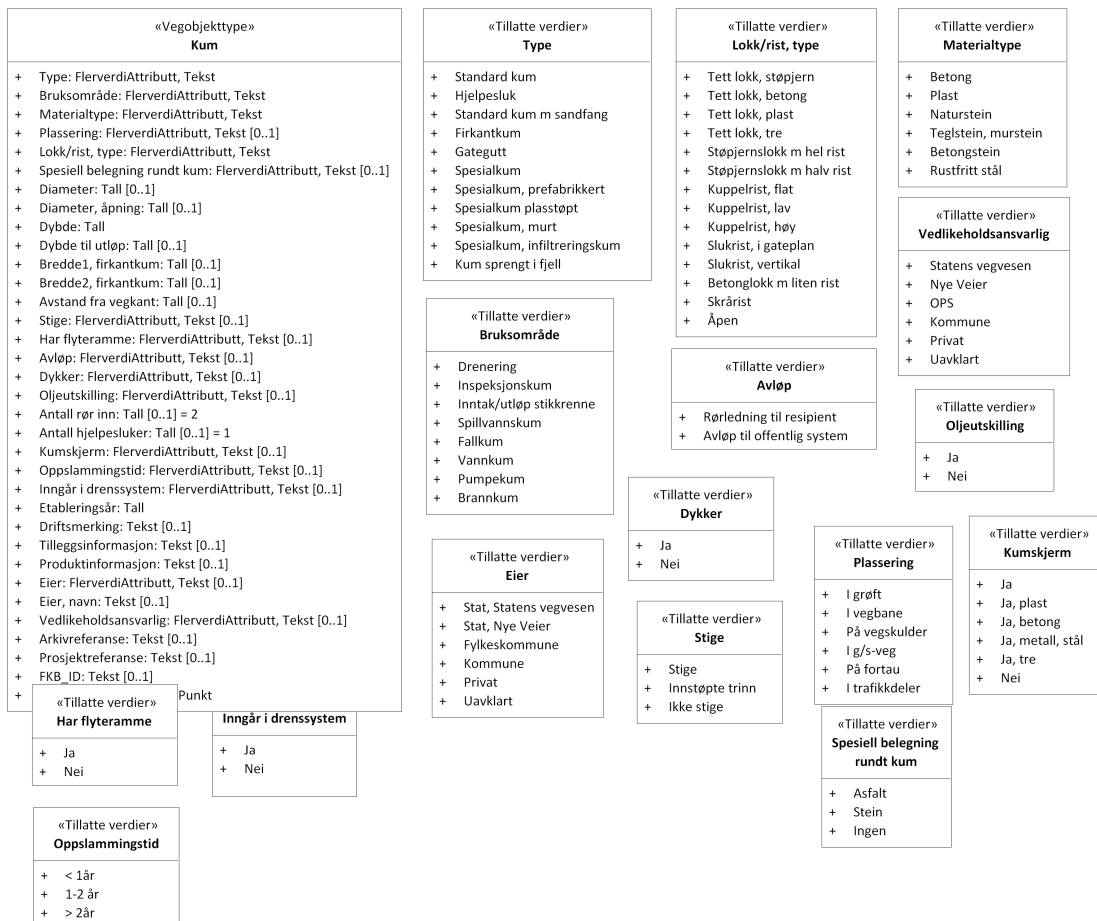 «Vegobjekttype»
Kum
+ Type: FlerverdiAttributt, Tekst
+ Bruksområde: FlerverdiAttributt, Tekst
+ Materialtype: FlerverdiAttributt, Tekst
+ Plassering: FlerverdiAttributt, Tekst [0..1]
+ Lokk/rist, type: FlerverdiAttributt, Tekst
+ Spesiell belegning rundt kum: FlerverdiAttributt, Tekst [0..1]
+ Diameter: Tall [0..1]
+ Diameter, åpning: Tall [0..1]
+ Dybde: Tall
+ Dybde til utløp: Tall [0..1]
+ Bredde1, firkantkum: Tall [0..1]
+ Bredde2, firkantkum: Tall [0..1]
+ Avstand fra vegkant: Tall [0..1]
+ Stige: FlerverdiAttributt, Tekst [0..1]
+ Har flyteramme: FlerverdiAttributt, Tekst [0..1]
+ Avløp: FlerverdiAttributt, Tekst [0..1]
+ Dykker: FlerverdiAttributt, Tekst [0..1]
+ Oljeutskilling: FlerverdiAttributt, Tekst [0..1]
+ Antall rør inn: Tall [0..1] = 2
+ Antall hjelpesluker: Tall [0..1] = 1
+ Kumskjerm: FlerverdiAttributt, Tekst [0..1]
+ Oppslammingstid: FlerverdiAttributt, Tekst [0..1]
+ Inngår i drenssystem: FlerverdiAttributt, Tekst [0..1]
+ Etableringsår: Tall
+ Driftsmerking: Tekst [0..1]
+ Tilleggsinformasjon: Tekst [0..1]
+ Produktinformasjon: Tekst [0..1]
+ Eier: FlerverdiAttributt, Tekst [0..1]
+ Eier, navn: Tekst [0..1]
+ Vedlikeholdsansvarlig: FlerverdiAttributt, Tekst [0..1]
+ Arkivreferanse: Tekst [0..1]
+ Prosjektreferanse: Tekst [0..1]
+ FKB_ID: Tekst [0..1]
+ Punkt
«Tillatte verdier»
Har flyteramme
+ Ja
+ Nei
Inngår i drenssystem
+ Ja
+ Nei
«Tillatte verdier»
Oppslammingstid
+ < 1år
+ 1-2 år
+ > 2år
«Tillatte verdier»
Type
+ Standard kum
+ Hjelpesluk
+ Standard kum m sandfang
+ Firkantkum
+ Gategutt
+ Spesialkum
+ Spesialkum, prefabrikkert
+ Spesialkum plasstøpt
+ Spesialkum, murt
+ Spesialkum, infiltreringskum
+ Kum sprengt i fjell
«Tillatte verdier»
Bruksområde
+ Drenering
+ Inspeksjonskum
+ Inntak/utløp stikkrenne
+ Spillvannskum
+ Fallkum
+ Vannkum
+ Pumpekum
+ Brannkum
«Tillatte verdier»
Eier
+ Stat, Statens vegvesen
+ Stat, Nye Veier
+ Fylkeskommune
+ Kommune
+ Privat
+ Uavklart
«Tillatte verdier»
Lokk/rist, type
+ Tett lokk, støpjern
+ Tett lokk, betong
+ Tett lokk, plast
+ Tett lokk, tre
+ Støpjernslokk m hel rist
+ Støpjernslokk m halv rist
+ Kuppelrist, flat
+ Kuppelrist, lav
+ Kuppelrist, høy
+ Slukrist, i gateplan
+ Slukrist, vertikal
+ Betonglokk m liten rist
+ Skrårist
+ Åpen
«Tillatte verdier»
Avløp
+ Rørledning til resipient
+ Avløp til offentlig system
«Tillatte verdier»
Dykker
+ Ja
+ Nei
«Tillatte verdier»
Stige
+ Stige
+ Innstøpte trinn
+ Ikke stige
«Tillatte verdier»
Materialtype
+ Betong
+ Plast
+ Naturstein
+ Teglstein, murstein
+ Betongstein
+ Rustfritt stål
«Tillatte verdier»
Vedlikeholdsansvarlig
+ Statens vegvesen
+ Nye Veier
+ OPS
+ Kommune
+ Privat
+ Uavklart
«Tillatte verdier»
Oljeutskilling
+ Ja
+ Nei
«Tillatte verdier»
Plassering
+ I grøft
+ I vegbane
+ På vegskulder
+ I g/s-veg
+ På fortau
+ I trafikkdeler
«Tillatte verdier»
Kumskjerm
+ Ja
+ Ja, plast
+ Ja, betong
+ Ja, metall, stål
+ Ja, tre
+ Nei
«Tillatte verdier»
Spesiell belegning
rundt kum
+ Asfalt
+ Stein
+ Ingen